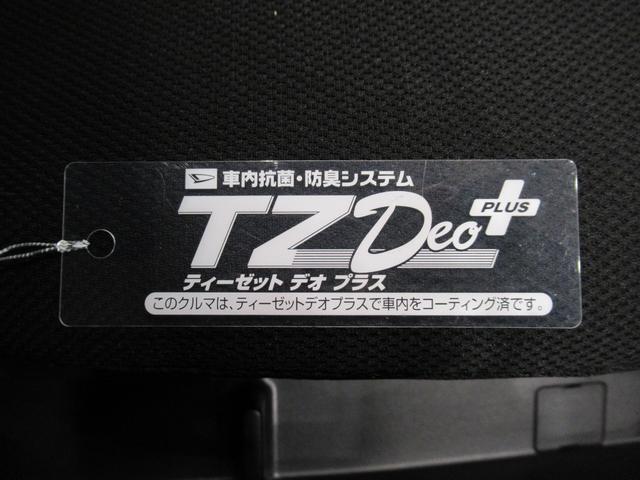 車内抗菌・防臭システム
TZ Deo PLUS
ティーゼット デオ プラス
このクルマは、ティーゼットデオプラスで車内をコーティング済です。